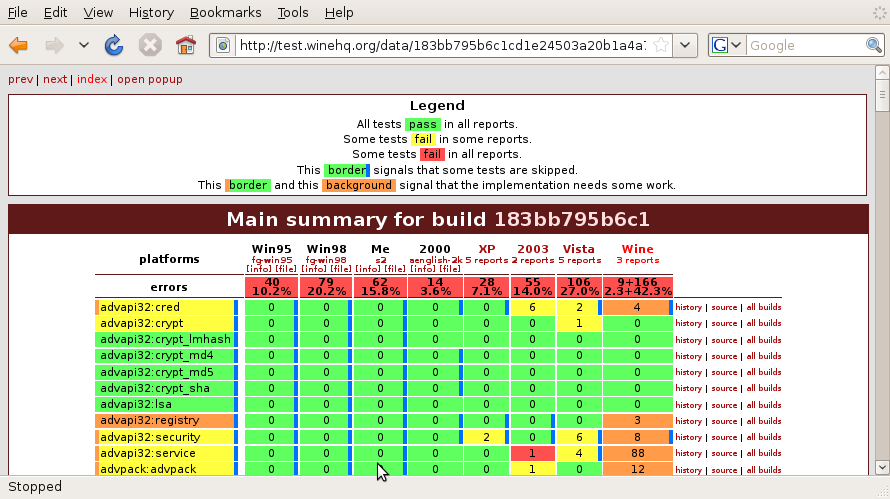 File Edit View History Bookmarks Tools Help
http://test.winehq.org/data/183bb795b6c1cd1e24503a20b1a4a7 Google
prev | next | index | open popup
Legend
All tests pass in all reports.
Some tests fail in some reports.
Some tests fail in all reports.
This border signals that some tests are skipped.
This border and this background signal that the implementation needs some work.
Main summary for build 183bb795b6c1
platforms Win95 Win98 Me 2000 XP 2003 Vista Wine
fg-win95 fg-win98 s2 aenglish-2k 5 reports 2 reports 5 reports 3 reports
[info] [file] [info] [file] [info] [file] [info] [file]
errors 40 79 62 14 28 55 106 9+166
10.2% 20.2% 15.8% 3.6% 7.1% 14.0% 27.0% 2.3+42.3%
advapi32:cred 0 0 0 0 0 6 2 4 history | source | all builds
advapi32:crypt 0 0 0 0 0 0 1 0 history | source | all builds
advapi32:crypt_lmhash 0 0 0 0 0 0 0 0 history | source | all builds
advapi32:crypt_md4 0 0 0 0 0 0 0 0 history | source | all builds
advapi32:crypt_md5 0 0 0 0 0 0 0 0 history | source | all builds
advapi32:crypt_sha 0 0 0 0 0 0 0 0 history | source | all builds
advapi32:lsa 0 0 0 0 0 0 0 0 history | source | all builds
advapi32:registry 0 0 0 0 0 0 0 3 history | source | all builds
advapi32:security 0 0 0 0 2 0 6 8 history | source | all builds
advapi32:service 0 0 0 0 0 1 4 88 history | source | all builds
advpack:advpack 0 0 0 0 0 1 0 12 history | source | all builds
Stopped